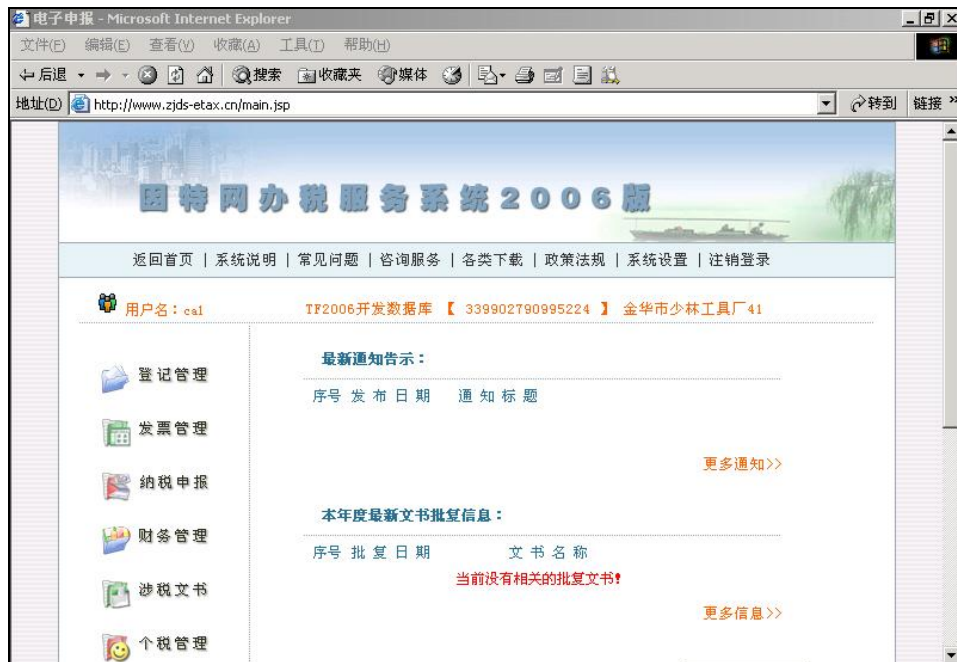 电子申报 - Microsoft Internet Explorer
文件(F) 编辑(E) 查看(V) 收藏(A) 工具(T) 帮助(H)
后退 搜索 收藏夹 媒体
地址(D) http://www.zjds-etax.cn/main.jsp 转到 链接 »
因特网办税服务系统2006版
返回首页 | 系统说明 | 常见问题 | 咨询服务 | 各类下载 | 政策法规 | 系统设置 | 注销登录
用户名：ca1 TF2006开发数据库 【 339902790995224 】 金华市少林工具厂41
登记管理
发票管理
纳税申报
财务管理
涉税文书
个税管理
最新通知告示：
序号 发布日期 通知标题
更多通知>>
本年度最新文书批复信息：
序号 批复日期 文书名称
当前没有相关的批复文书!
更多信息>>